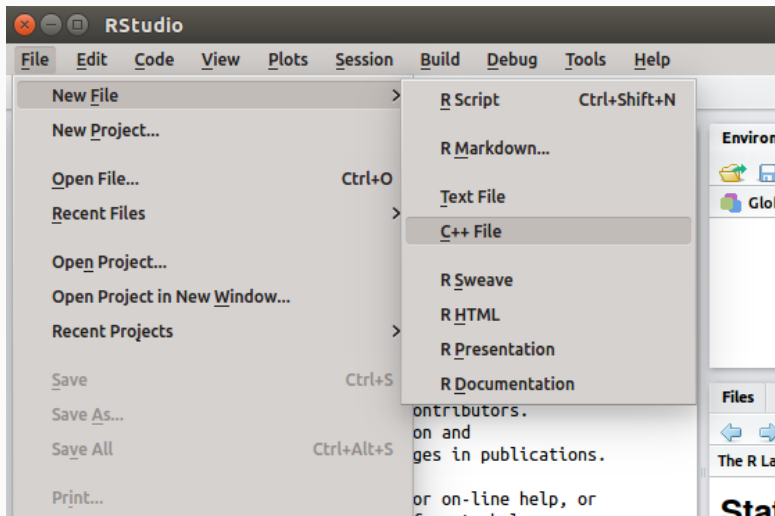 RStudio
File Edit Code View Plots Session Build Debug Tools Help
New File
New Project...
Open File... Ctrl+O
Recent Files
Open Project...
Open Project in New Window...
Recent Projects
Save Ctrl+S
Save As...
Save All Ctrl+Alt+S
Print...
R Script Ctrl+Shift+N
R Markdown...
Text File
C++ File
R Sweave
R HTML
R Presentation
R Documentation
ontributors.
on and
ges in publications.
or on-line help, or
Environ
Glo
Files
The R La
Sta